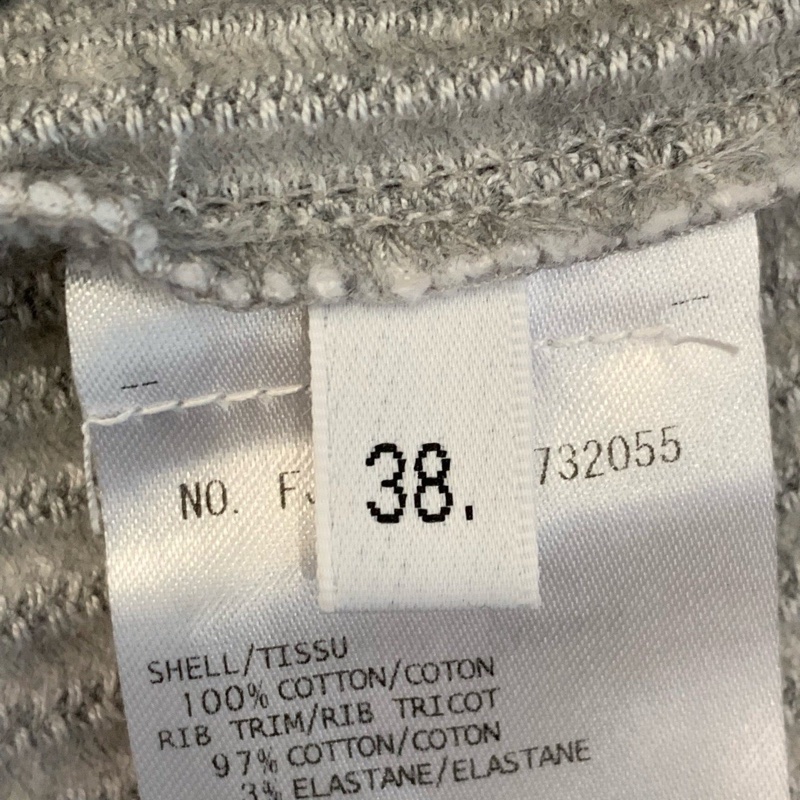 NO. 732055
38.
SHELL/TISSU
100% COTTON/COTON
RIB TRIM/RIB TRICOT
97% COTTON/COTON
3% ELASTANE/ELASTANE